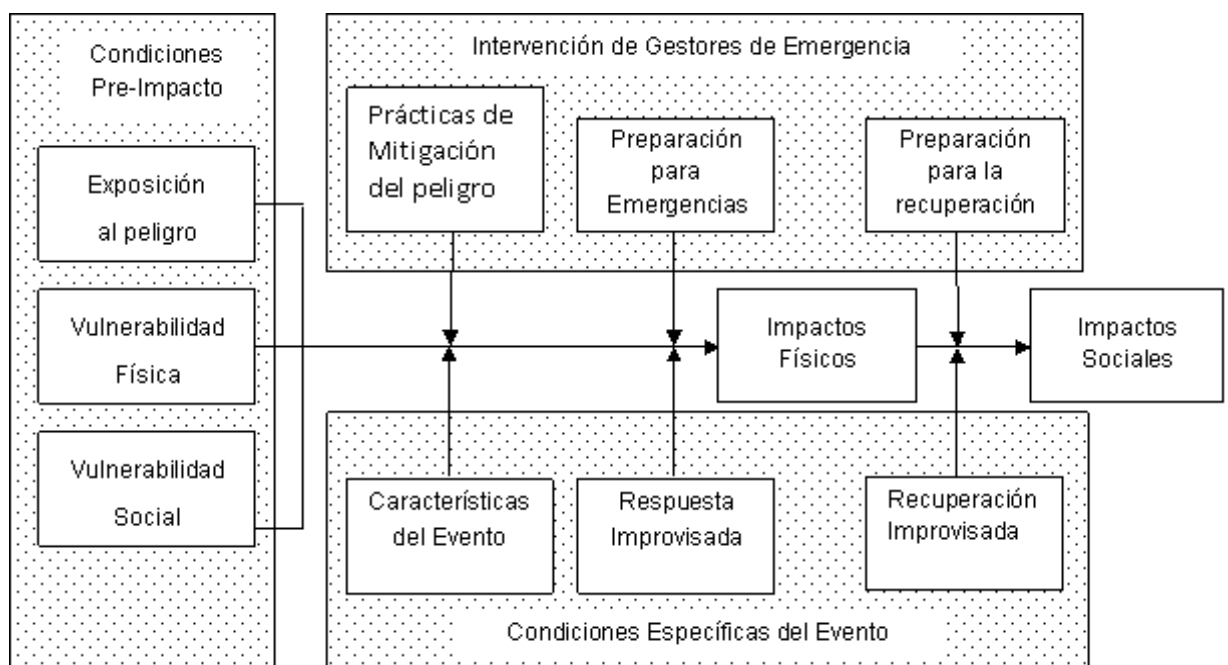 Condiciones
Pre-Impacto
Exposición
al peligro
Vulnerabilidad
Física
Vulnerabilidad
Social
Intervención de Gestores de Emergencia
Prácticas de
Mitigación
del peligro
Preparación
para
Emergencias
Preparación
para la
recuperación
Impactos
Físicos
Impactos
Sociales
Características
del Evento
Respuesta
Improvisada
Recuperación
Improvisada
Condiciones Específicas del Evento